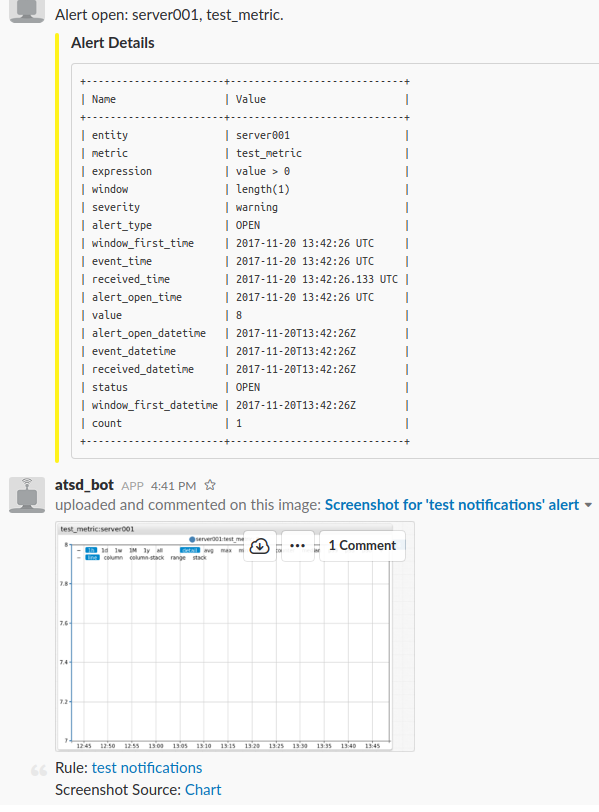 Alert open: server001, test_metric.
Alert Details
+-----------------------+-----------------------------+
| Name | Value |
+-----------------------+-----------------------------+
| entity | server001 |
| metric | test_metric |
| expression | value > 0 |
| window | length(1) |
| severity | warning |
| alert_type | OPEN |
| window_first_time | 2017-11-20 13:42:26 UTC |
| event_time | 2017-11-20 13:42:26 UTC |
| received_time | 2017-11-20 13:42:26.133 UTC |
| alert_open_time | 2017-11-20 13:42:26 UTC |
| value | 8 |
| alert_open_datetime | 2017-11-20T13:42:26Z |
| event_datetime | 2017-11-20T13:42:26Z |
| received_datetime | 2017-11-20T13:42:26Z |
| status | OPEN |
| window_first_datetime | 2017-11-20T13:42:26Z |
| count | 1 |
+-----------------------+-----------------------------+
atsd_bot APP 4:41 PM
uploaded and commented on this image: Screenshot for 'test notifications' alert
test_metric:server001
server001:test_me
1 Comment
8
1h 1d 1w 1M 1y all detail avg max
line column column-stack range stack
7.8
7.6
7.4
7.2
7
12:45 12:50 12:55 13:00 13:05 13:10 13:15 13:20 13:25 13:30 13:35 13:40 13:45
Rule: test notifications
Screenshot Source: Chart